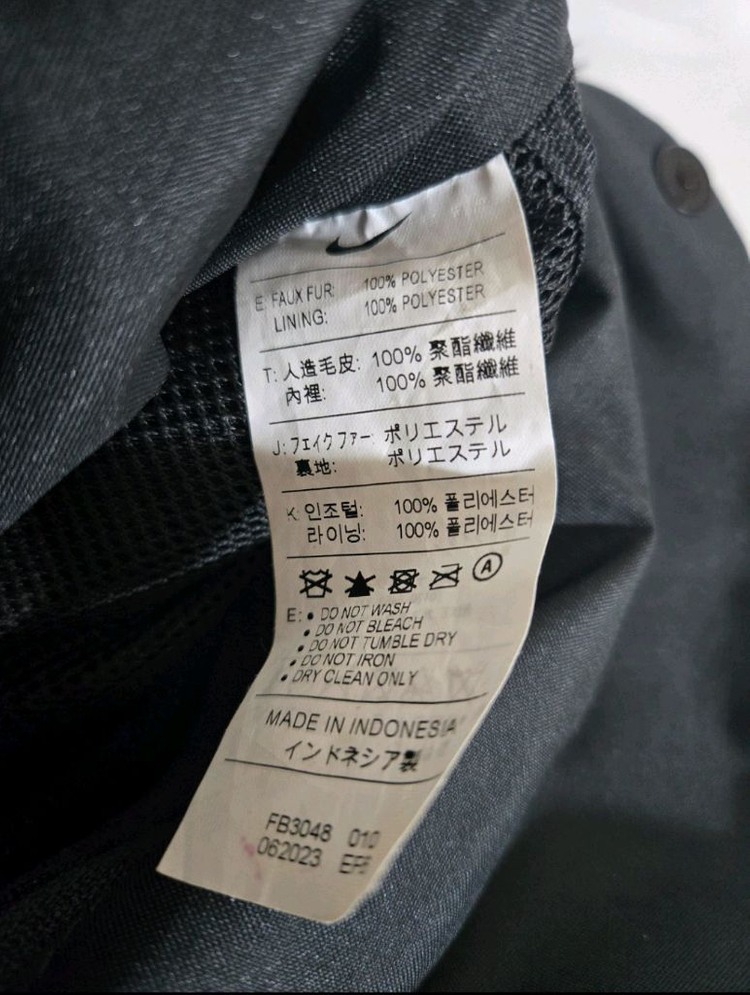 E: FAUX FUR: 100% POLYESTER
LINING: 100% POLYESTER
T: 人造毛皮: 100% 聚酯纖維
內裡: 100% 聚酯纖維
J: フェイクファー: ポリエステル
裏地: ポリエステル
K: 인조털: 100% 폴리에스터
라이닝: 100% 폴리에스터
A
E: • DO NOT WASH
• DO NOT BLEACH
• DO NOT TUMBLE DRY
• DO NOT IRON
• DRY CLEAN ONLY
MADE IN INDONESIA
インドネシア製
FB3048 010
062023